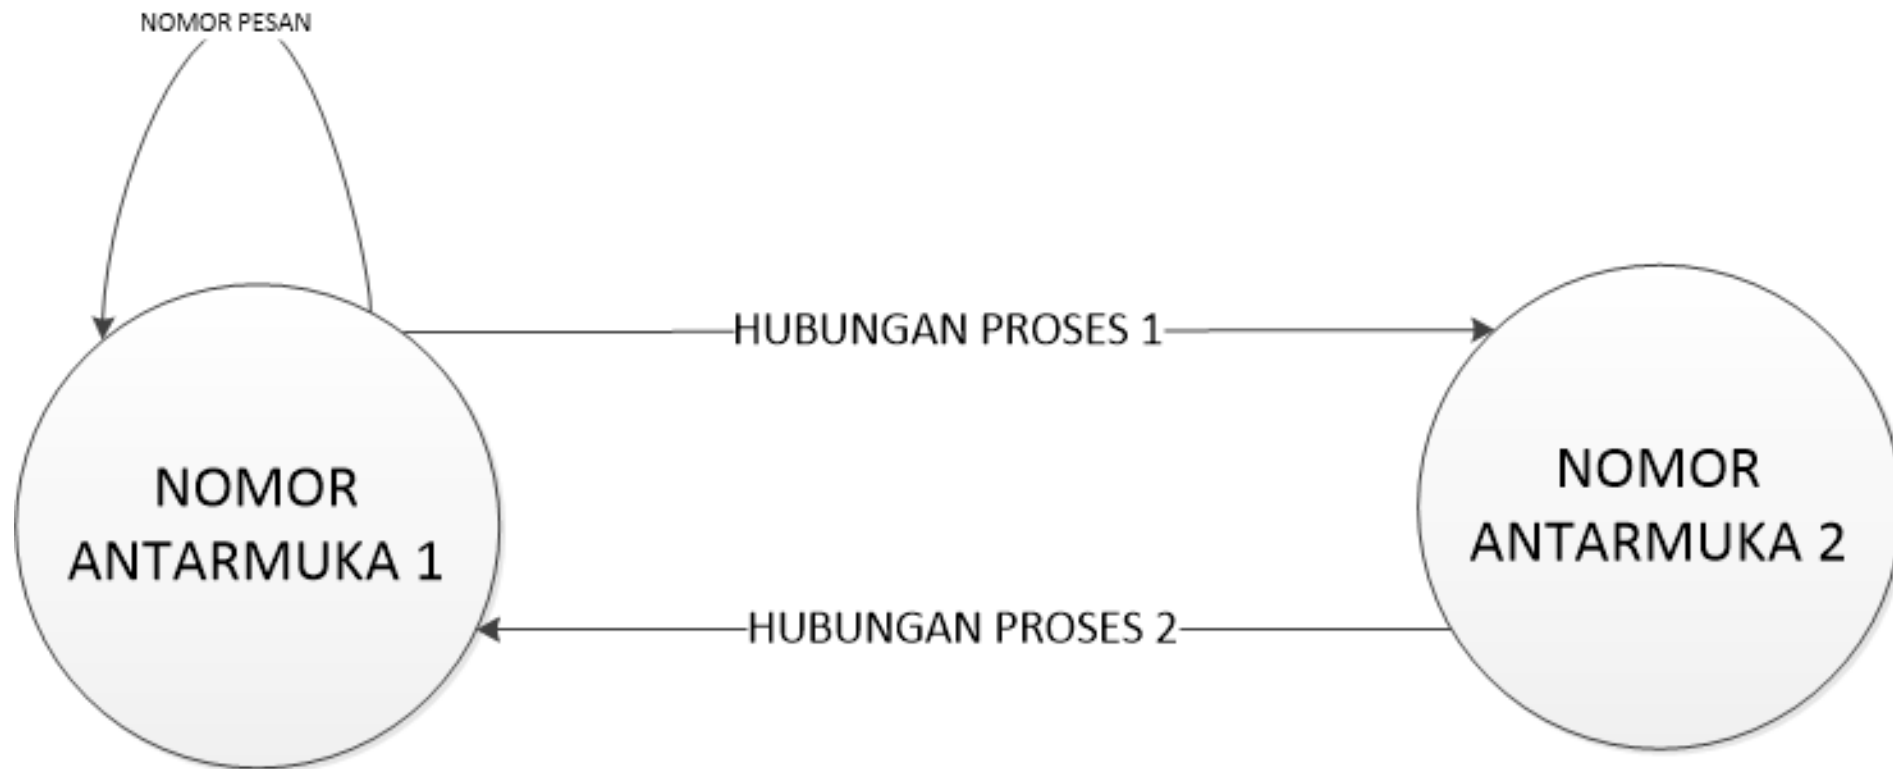 NOMOR PESAN
HUBUNGAN PROSES 1
NOMOR
ANTARMUKA 1
NOMOR
ANTARMUKA 2
HUBUNGAN PROSES 2